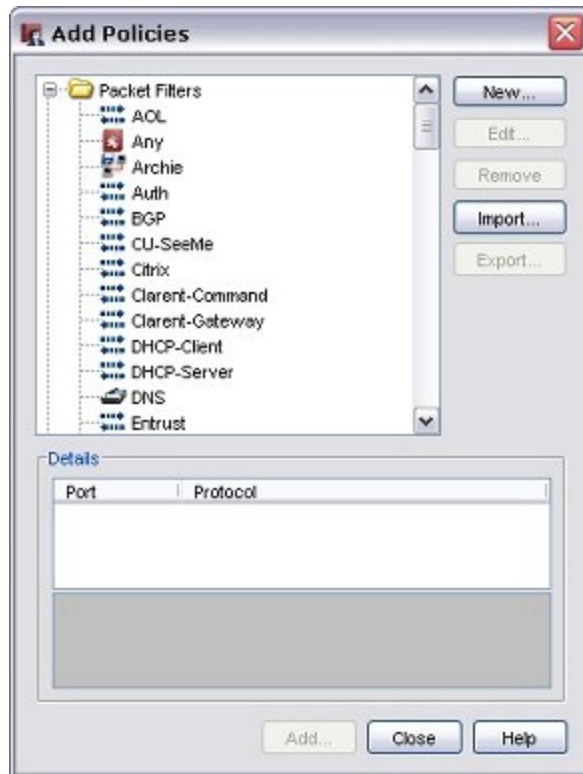 Add Policies
Packet Filters
AOL
Any
Archie
Auth
BGP
CU-SeeMe
Citrix
Clarent-Command
Clarent-Gateway
DHCP-Client
DHCP-Server
DNS
Entrust
New...
Edit...
Remove
Import...
Export...
Details
Port Protocol
Add... Close Help